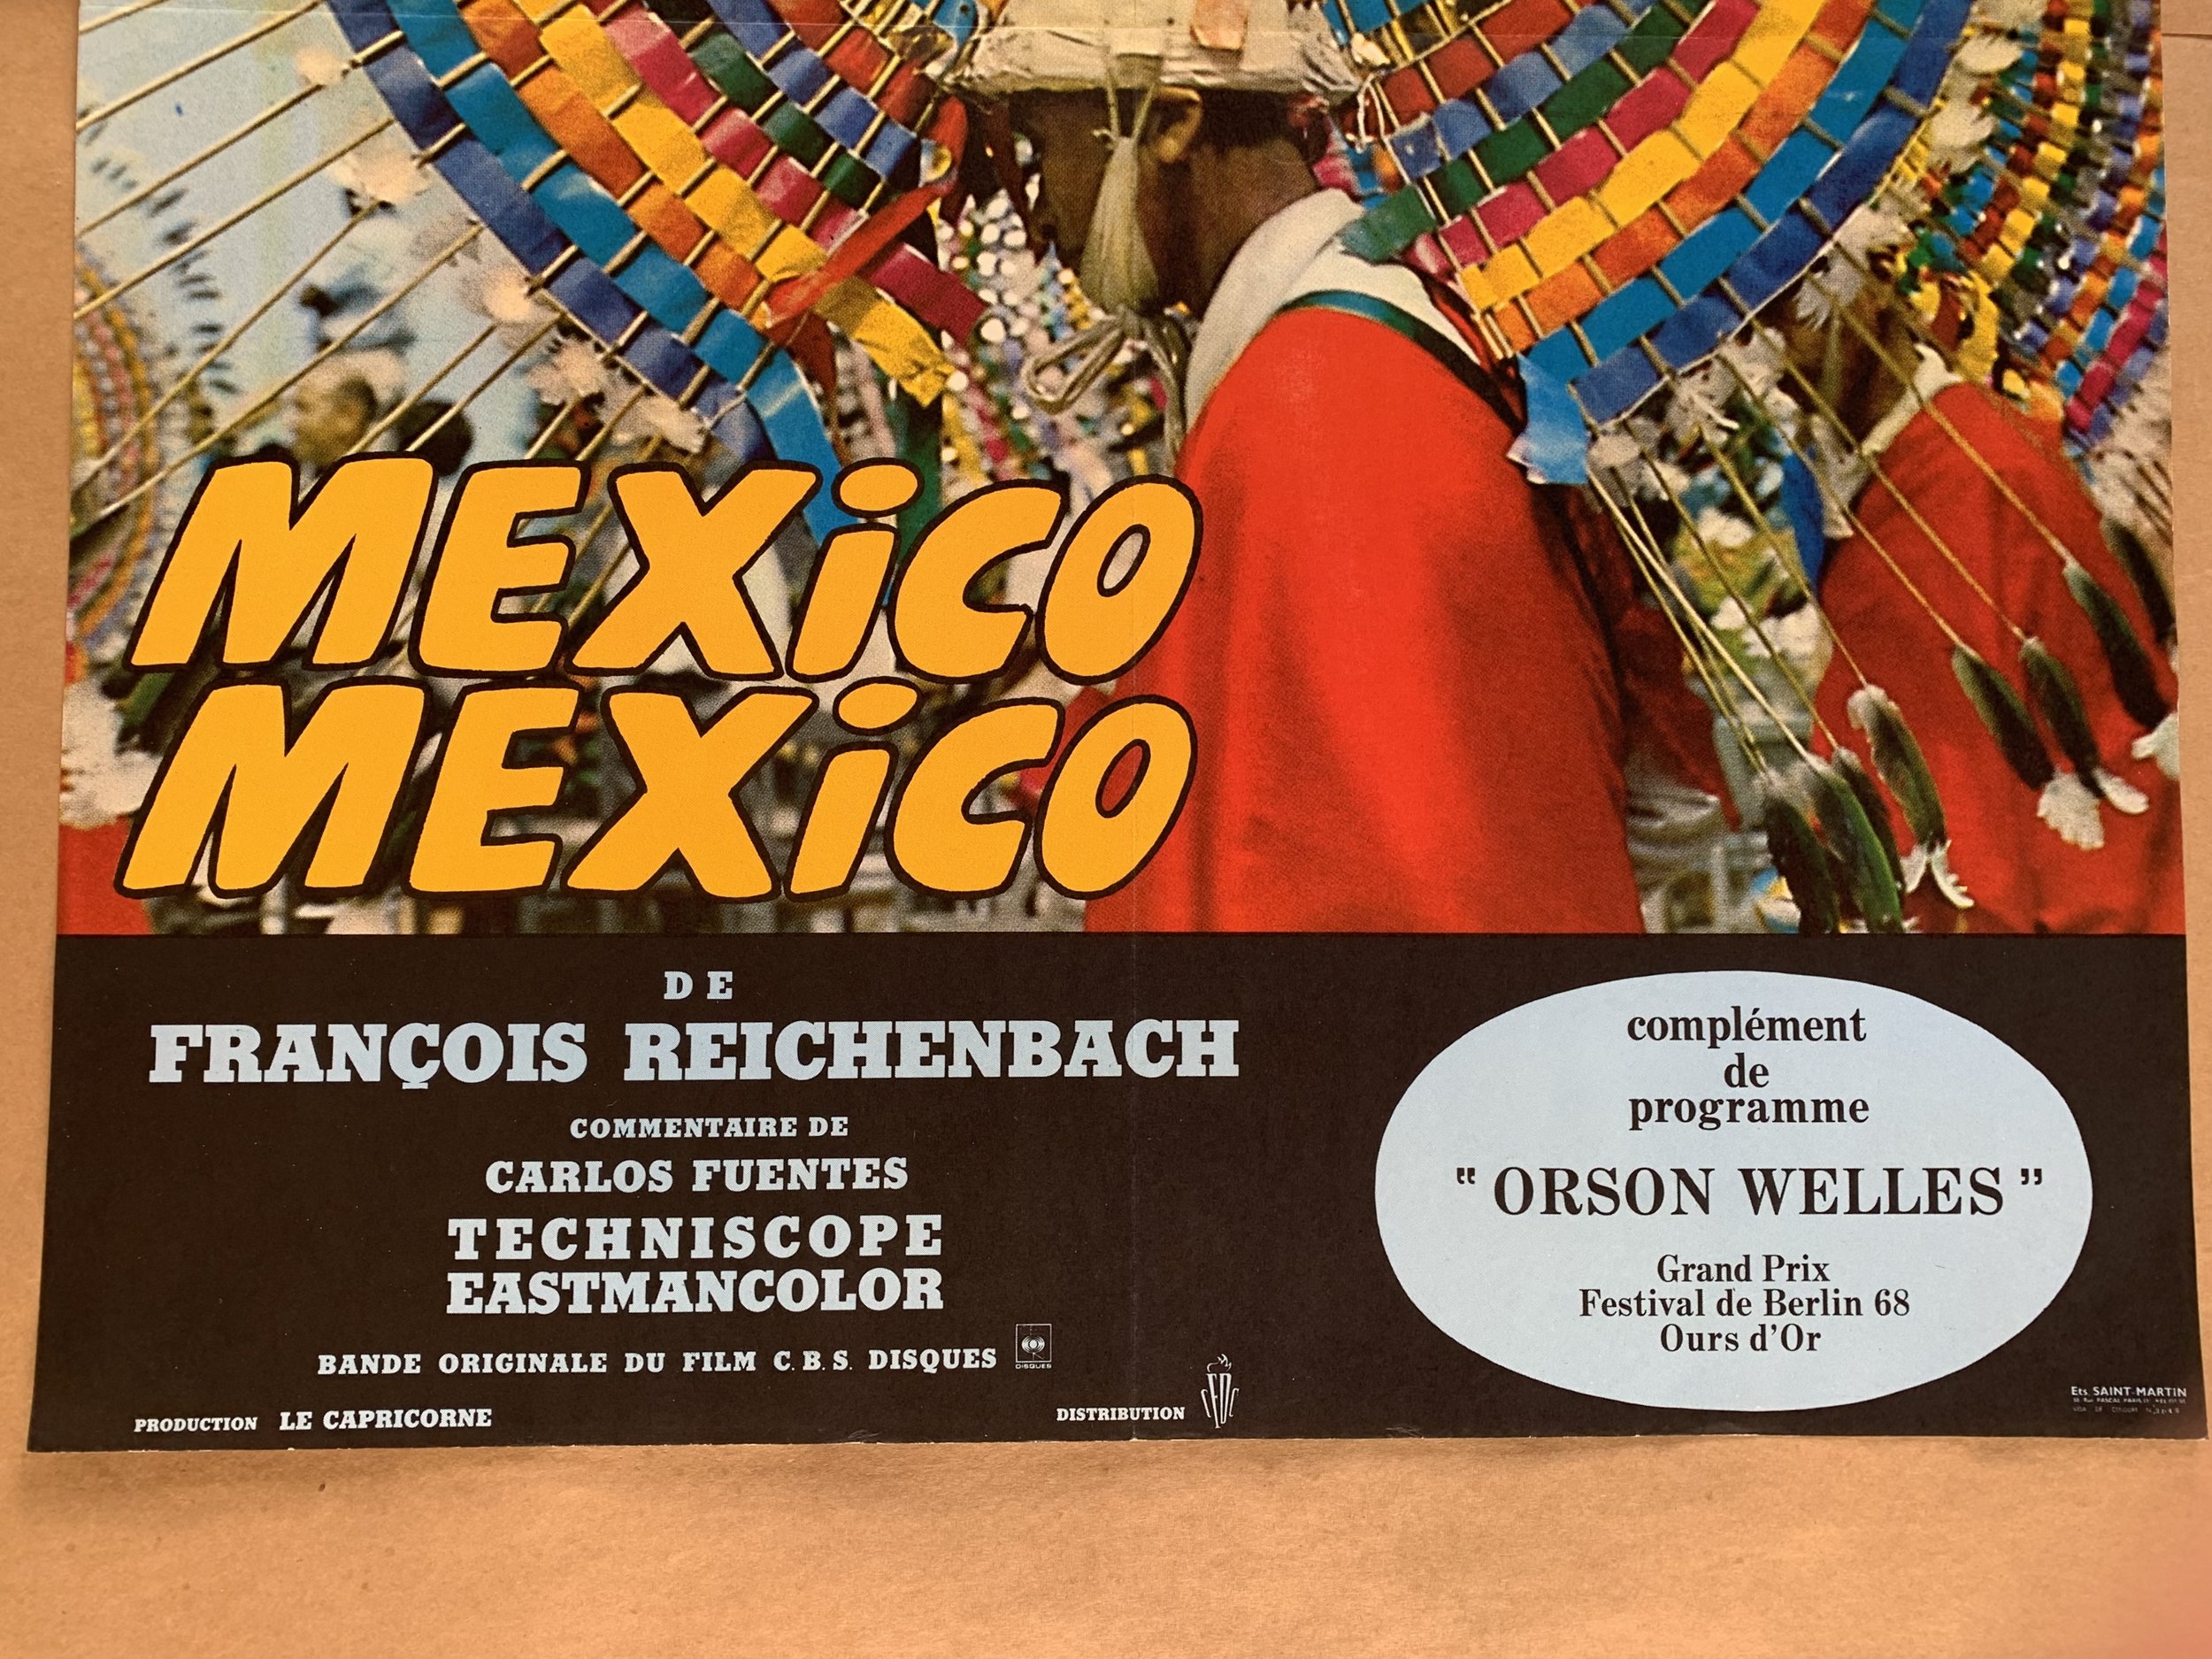 MEXiCO
MEXiCO
DE
FRANÇOIS REICHENBACH
COMMENTAIRE DE
CARLOS FUENTES
TECHNISCOPE
EASTMANCOLOR
BANDE ORIGINALE DU FILM C.B.S. DISQUES
DISQUES
PRODUCTION LE CAPRICORNE
DISTRIBUTION CFDC
complément
de
programme
“ ORSON WELLES ”
Grand Prix
Festival de Berlin 68
Ours d'Or
Ets. SAINT-MARTIN